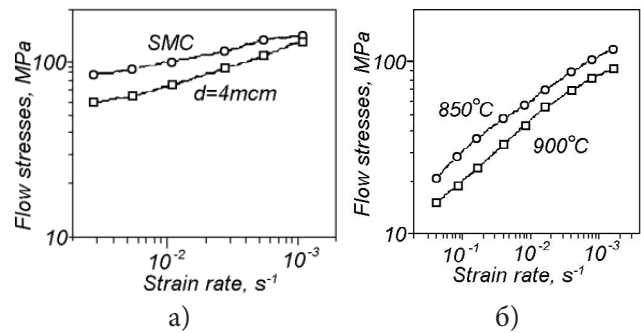 Flow stresses, MPa
100
10
SMC
d=4mcm
10⁻²
10⁻³
Strain rate, s⁻¹
а)
Flow stresses, MPa
100
10
850°C
900°C
10⁻¹
10⁻²
10⁻³
Strain rate, s⁻¹
б)